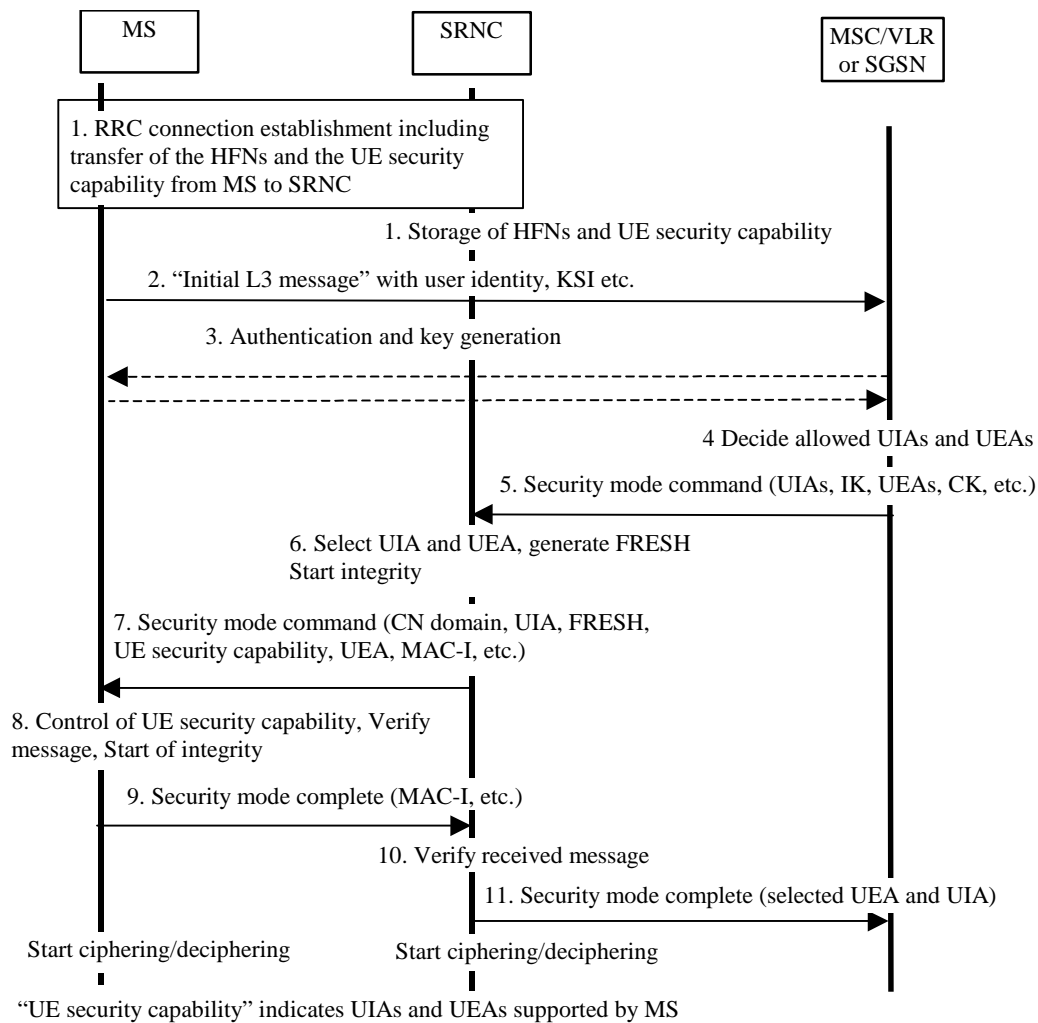 MS
SRNC
MSC/VLR
or SGSN
1. RRC connection establishment including
transfer of the HFNs and the UE security
capability from MS to SRNC
1. Storage of HFNs and UE security capability
2. “Initial L3 message” with user identity, KSI etc.
3. Authentication and key generation
4 Decide allowed UIAs and UEAs
5. Security mode command (UIAs, IK, UEAs, CK, etc.)
6. Select UIA and UEA, generate FRESH
Start integrity
7. Security mode command (CN domain, UIA, FRESH,
UE security capability, UEA, MAC-I, etc.)
8. Control of UE security capability, Verify
message, Start of integrity
9. Security mode complete (MAC-I, etc.)
10. Verify received message
11. Security mode complete (selected UEA and UIA)
Start ciphering/deciphering
Start ciphering/deciphering
“UE security capability” indicates UIAs and UEAs supported by MS